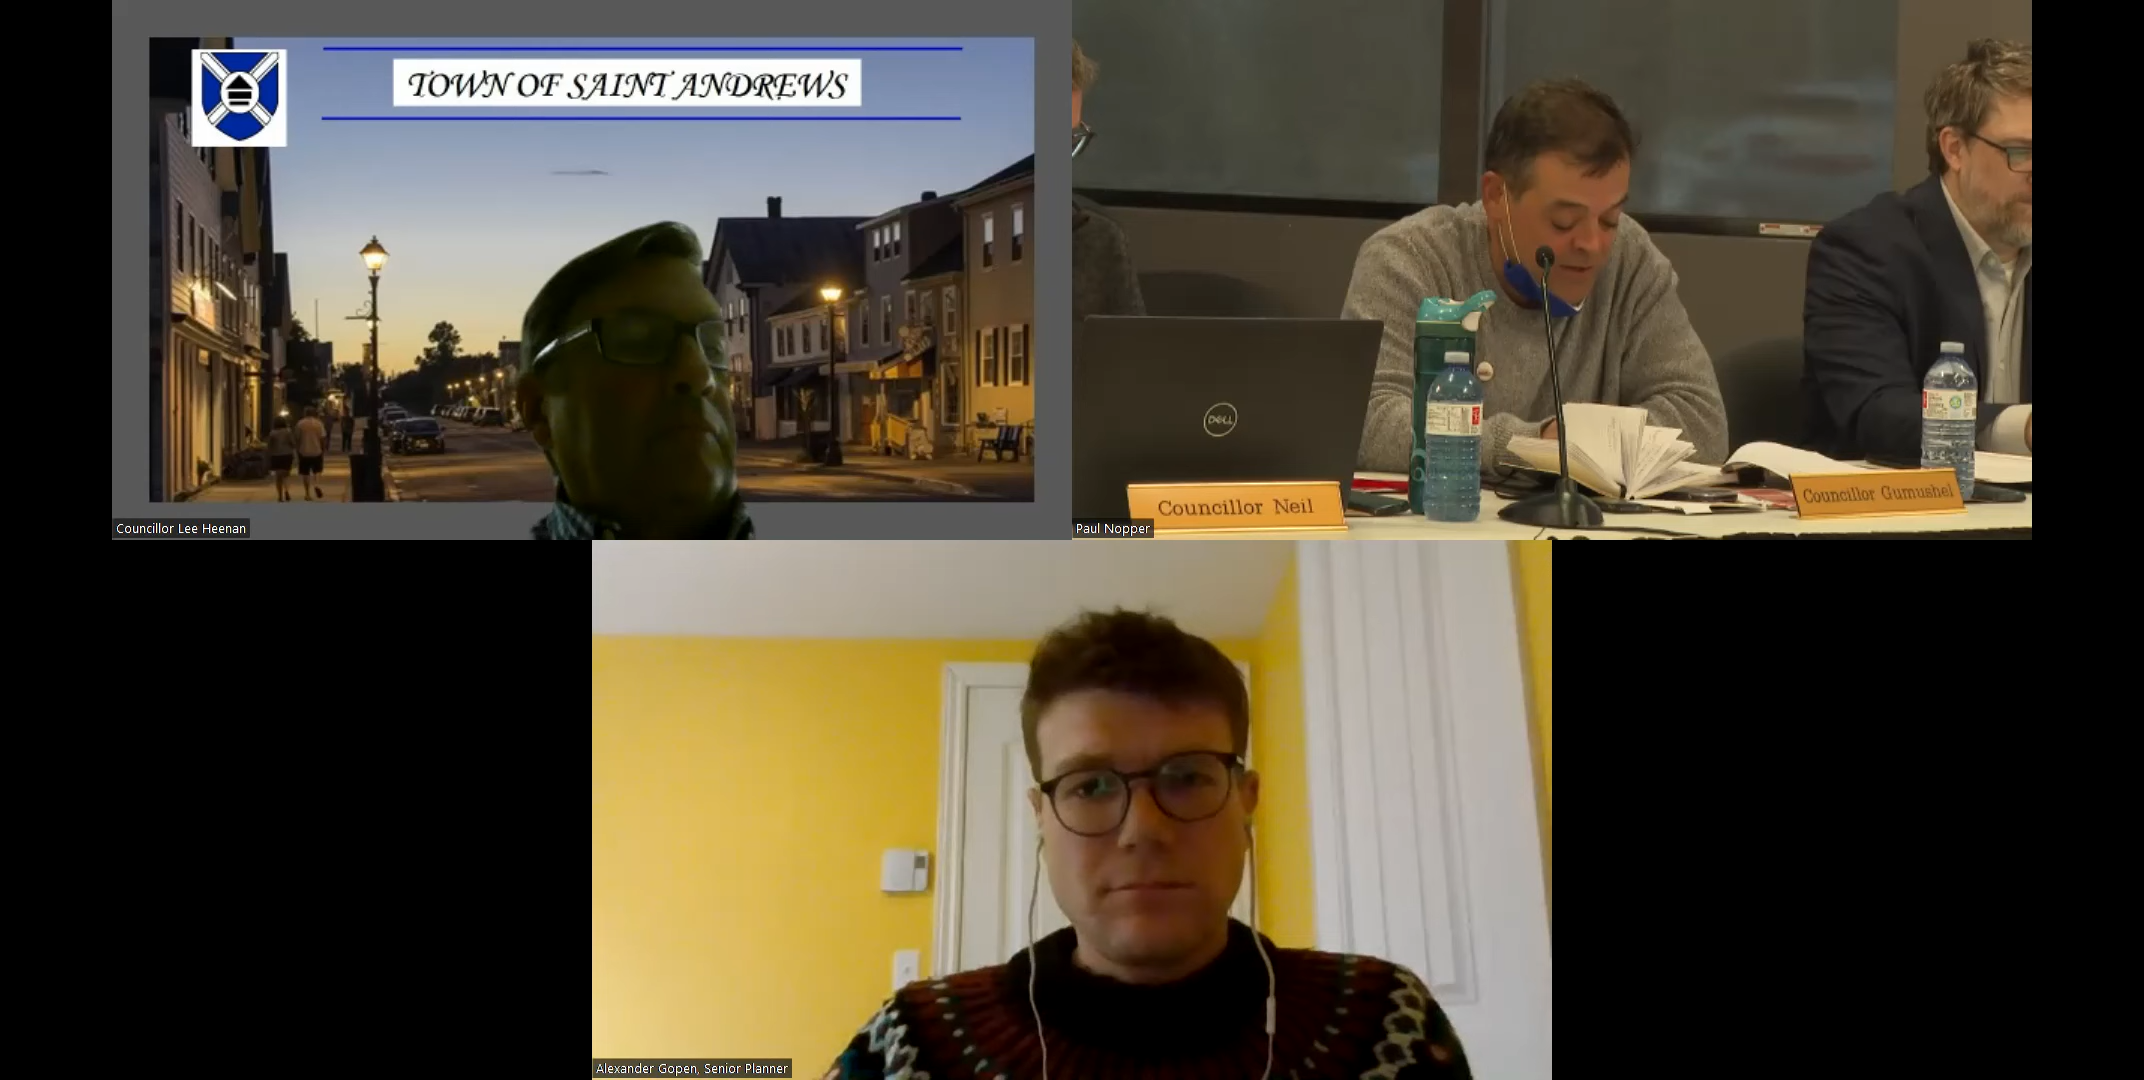 TOWN OF SAINT ANDREWS
Councillor Lee Heenan
DELL
Councillor Neil
Councillor Gumushel
Paul Nopper
Alexander Gopen, Senior Planner